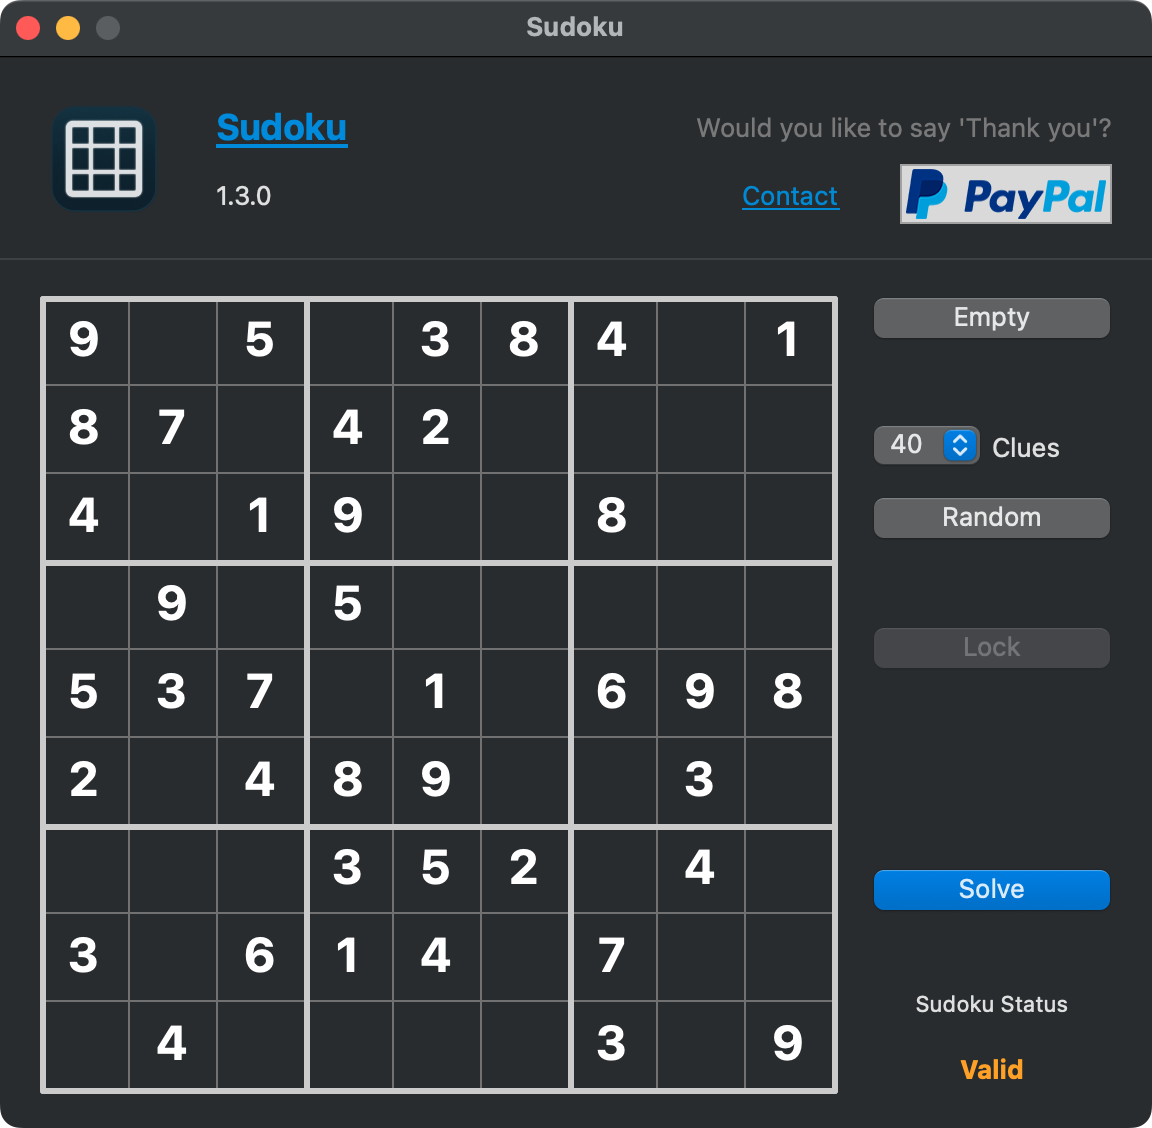 Sudoku
Sudoku
Would you like to say 'Thank you'?
1.3.0
Contact
PayPal
9 5 3 8 4 1
Empty
8 7 4 2
40 Clues
4 1 9 8
Random
9 5
Lock
5 3 7 1 6 9 8
2 4 8 9 3
3 5 2 4
Solve
3 6 1 4 7
Sudoku Status
4 3 9
Valid